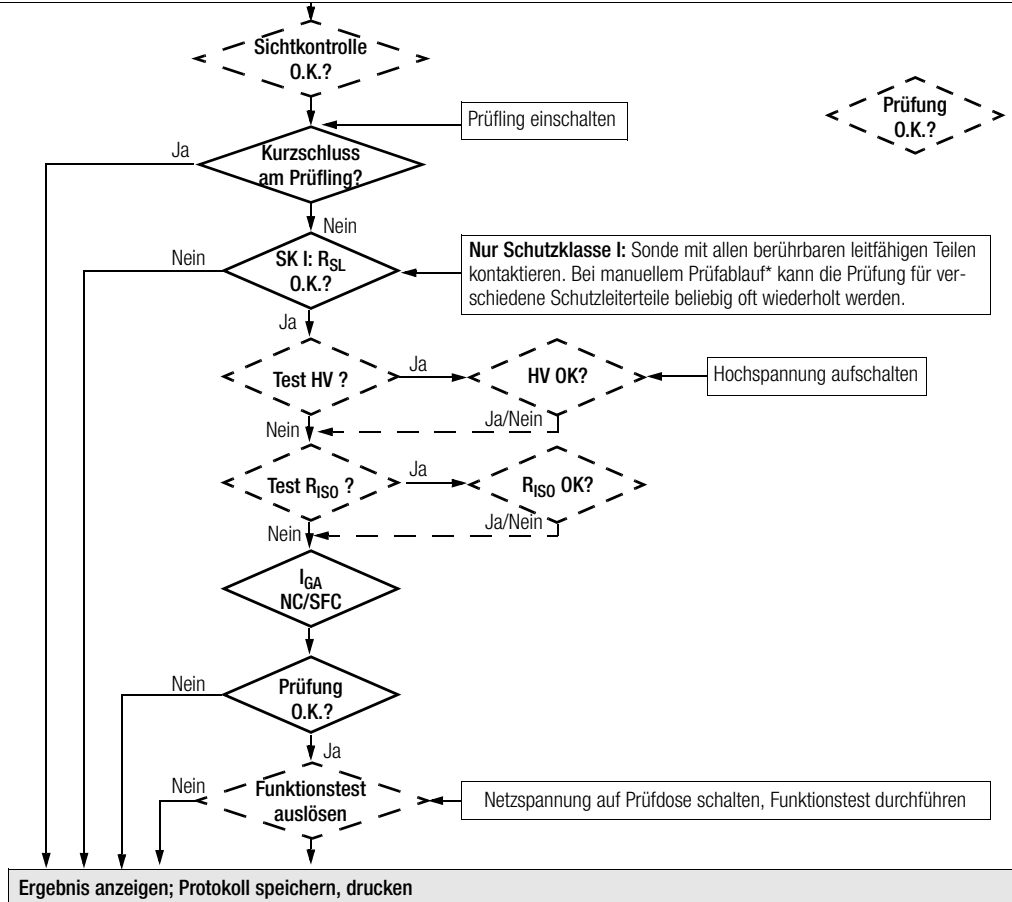 Sichtkontrolle
O.K.?
Prüfung
O.K.?
Prüfling einschalten
Ja
Kurzschluss
am Prüfling?
Nein
Nein
SK I: RSL
O.K.?
Nur Schutzklasse I: Sonde mit allen berührbaren leitfähigen Teilen
kontaktieren. Bei manuellem Prüfablauf* kann die Prüfung für ver-
schiedene Schutzleiterteile beliebig oft wiederholt werden.
Ja
Test HV ?
Ja
HV OK?
Hochspannung aufschalten
Ja/Nein
Nein
Test RISO ?
Ja
RISO OK?
Ja/Nein
Nein
IGA
NC/SFC
Nein
Prüfung
O.K.?
Ja
Nein
Funktionstest
auslösen
Netzspannung auf Prüfdose schalten, Funktionstest durchführen
Ergebnis anzeigen; Protokoll speichern, drucken